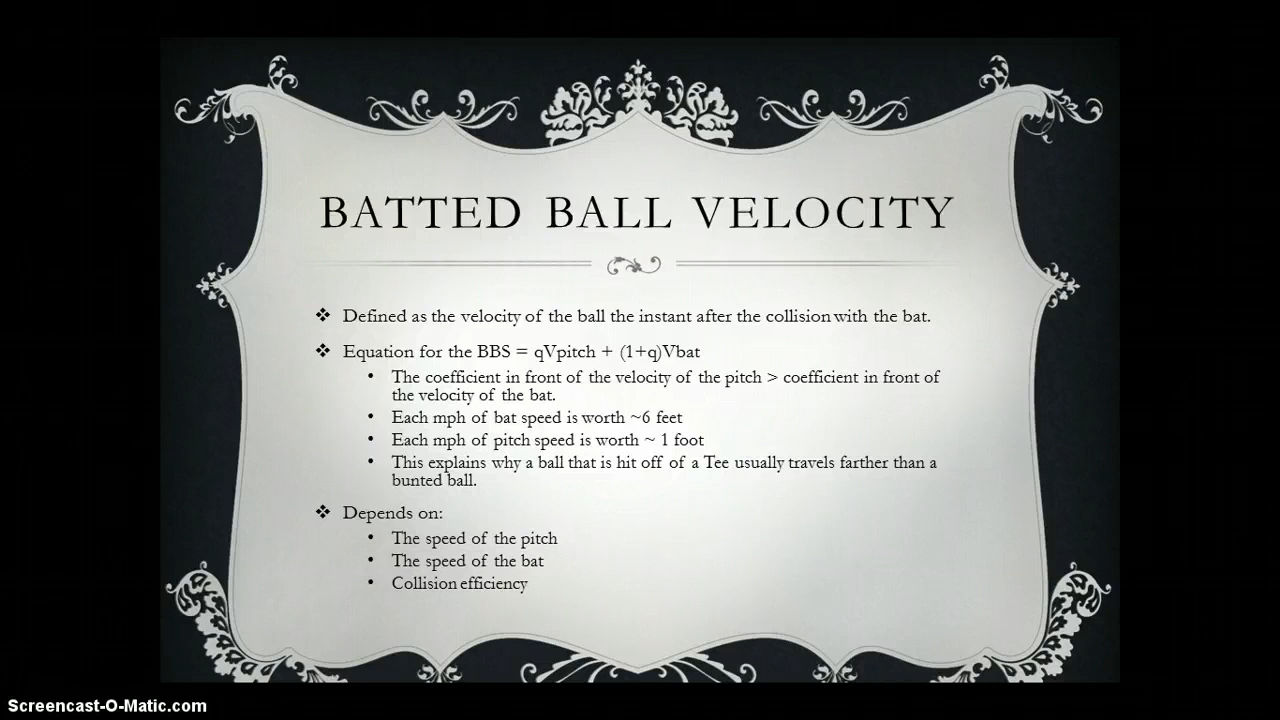 BATTED BALL VELOCITY
Defined as the velocity of the ball the instant after the collision with the bat.
Equation for the BBS = qVpitch + (1+q)Vbat
The coefficient in front of the velocity of the pitch > coefficient in front of
the velocity of the bat.
Each mph of bat speed is worth ~6 feet
Each mph of pitch speed is worth ~ 1 foot
This explains why a ball that is hit off of a Tee usually travels farther than a
bunted ball.
Depends on:
The speed of the pitch
The speed of the bat
Collision efficiency
Screencast-O-Matic.com